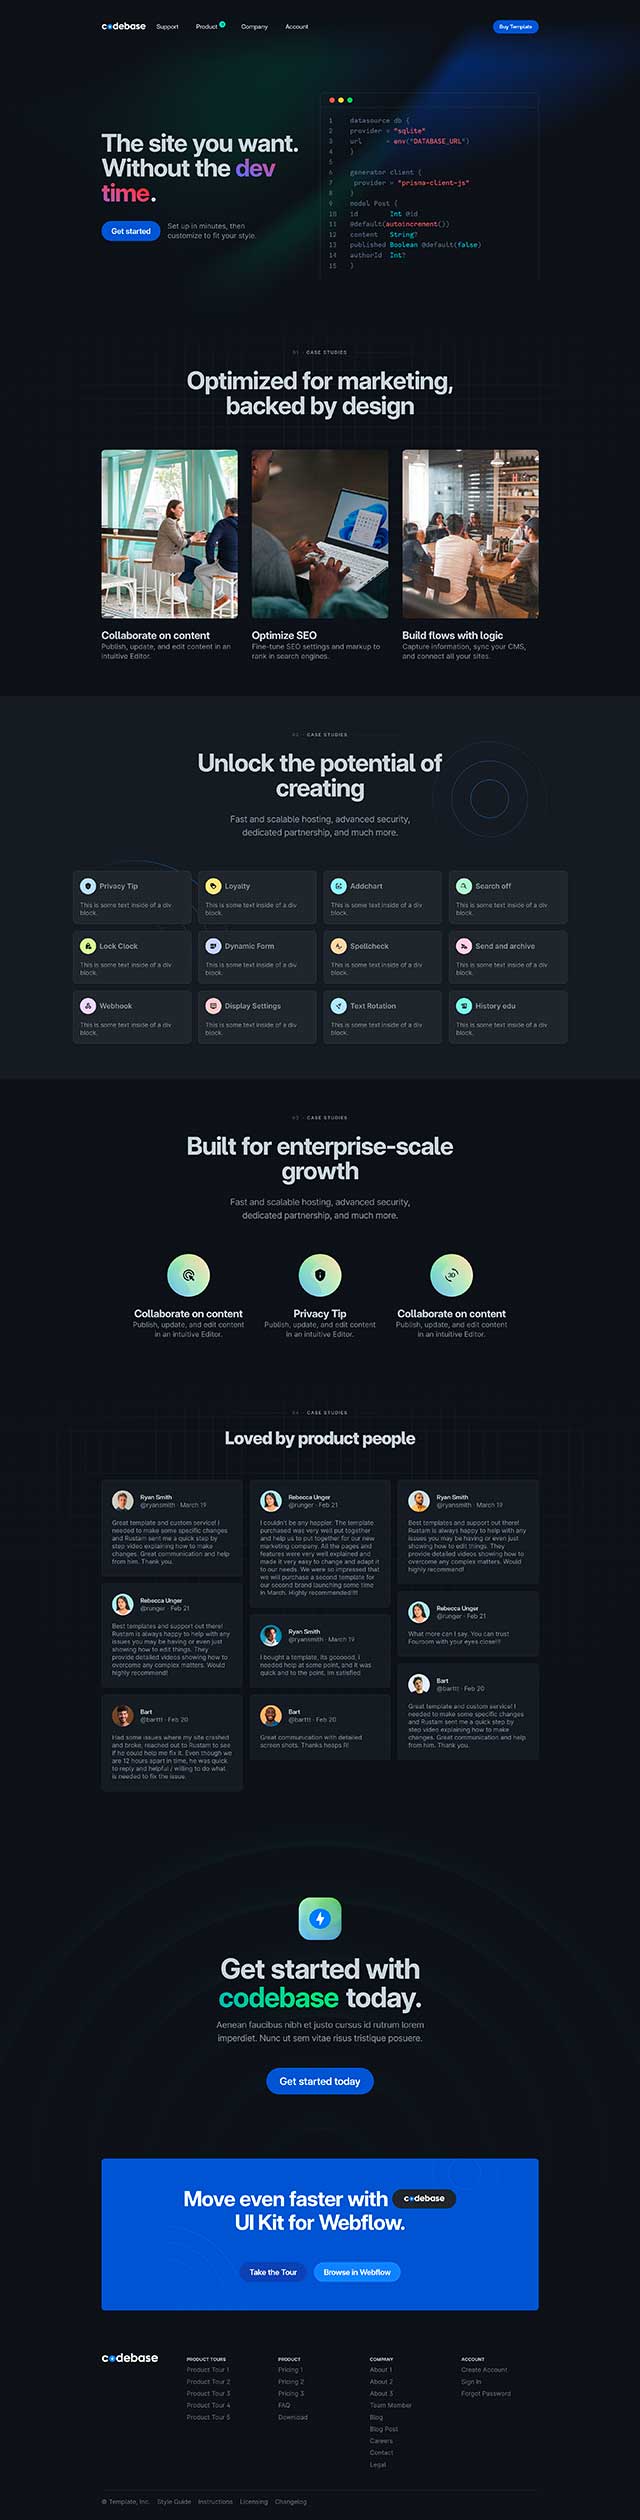 codebase
Support
Product
Company
Account
Buy Template
The site you want.
Without the dev
time.
Get started
Set up in minutes, then
customize to fit your style.
1 datasource db {
2 provider = "sqlite"
3 url = env("DATABASE_URL")
4 }
5
6 generator client {
7 provider = "prisma-client-js"
8 }
9 model Post {
10 id Int @id
11 @default(autoincrement())
12 content String?
13 published Boolean @default(false)
14 authorId Int?
15 }
01 · CASE STUDIES
Optimized for marketing,
backed by design
Collaborate on content
Publish, update, and edit content in an
intuitive Editor.
Optimize SEO
Fine-tune SEO settings and markup to
rank in search engines.
Build flows with logic
Capture information, sync your CMS,
and connect all your sites.
02 · CASE STUDIES
Unlock the potential of
creating
Fast and scalable hosting, advanced security,
dedicated partnership, and much more.
Privacy Tip
This is some text inside of a div
block.
Loyalty
This is some text inside of a div
block.
Addchart
This is some text inside of a div
block.
Search off
This is some text inside of a div
block.
Lock Clock
This is some text inside of a div
block.
Dynamic Form
This is some text inside of a div
block.
Spellcheck
This is some text inside of a div
block.
Send and archive
This is some text inside of a div
block.
Webhook
This is some text inside of a div
block.
Display Settings
This is some text inside of a div
block.
Text Rotation
This is some text inside of a div
block.
History edu
This is some text inside of a div
block.
03 · CASE STUDIES
Built for enterprise-scale
growth
Fast and scalable hosting, advanced security,
dedicated partnership, and much more.
Collaborate on content
Publish, update, and edit content
in an intuitive Editor.
Privacy Tip
Publish, update, and edit content
in an intuitive Editor.
3D
Collaborate on content
Publish, update, and edit content
in an intuitive Editor.
04 · CASE STUDIES
Loved by product people
Ryan Smith
@ryansmith · March 19
Great template and custom service! I
needed to make some specific changes
and Rustam sent me a quick step by
step video explaining how to make
changes. Great communication and help
from him. Thank you.
Rebecca Unger
@runger · Feb 21
Best templates and support out there!
Rustam is always happy to help with any
issues you may be having or even just
showing how to edit things. They
provide detailed videos showing how to
overcome any complex matters. Would
highly recommend!
Bart
@barttt · Feb 20
Had some issues where my site crashed
and broke, reached out to Rustam to see
if he could help me fix it. Even though we
are 12 hours apart in time, he was quick
to reply and helpful / willing to do what
is needed to fix the issue.
Rebecca Unger
@runger · Feb 21
I couldn't be any happier. The template
purchased was very well put together
and help us to put together for our new
marketing company. All the pages and
features were very well explained and
made it very easy to change and adapt it
to our needs. We were so impressed that
we will purchase a second template for
our second brand launching some time
in March. Highly recommended!!!!
Ryan Smith
@ryansmith · March 19
I bought a template, its goooood, i
needed help at some point, and it was
quick and to the point. Im satisfied
Bart
@barttt · Feb 20
Great communication with detailed
screen shots. Thanks heaps R!
Ryan Smith
@ryansmith · March 19
Best templates and support out there!
Rustam is always happy to help with any
issues you may be having or even just
showing how to edit things. They
provide detailed videos showing how to
overcome any complex matters. Would
highly recommend!
Rebecca Unger
@runger · Feb 21
What more can I say. You can trust
Fouroom with your eyes close!!!
Bart
@barttt · Feb 20
Great template and custom service! I
needed to make some specific changes
and Rustam sent me a quick step by
step video explaining how to make
changes. Great communication and help
from him. Thank you.
Get started with
codebase today.
Aenean faucibus nibh et justo cursus id rutrum lorem
imperdiet. Nunc ut sem vitae risus tristique posuere.
Get started today
Move even faster with codebase
UI Kit for Webflow.
Take the Tour
Browse in Webflow
codebase
PRODUCT TOURS
Product Tour 1
Product Tour 2
Product Tour 3
Product Tour 4
Product Tour 5
PRODUCT
Pricing 1
Pricing 2
Pricing 3
FAQ
Download
COMPANY
About 1
About 2
About 3
Team Member
Blog
Blog Post
Careers
Contact
Legal
ACCOUNT
Create Account
Sign In
Forgot Password
© Template, Inc.
Style Guide
Instructions
Licensing
Changelog